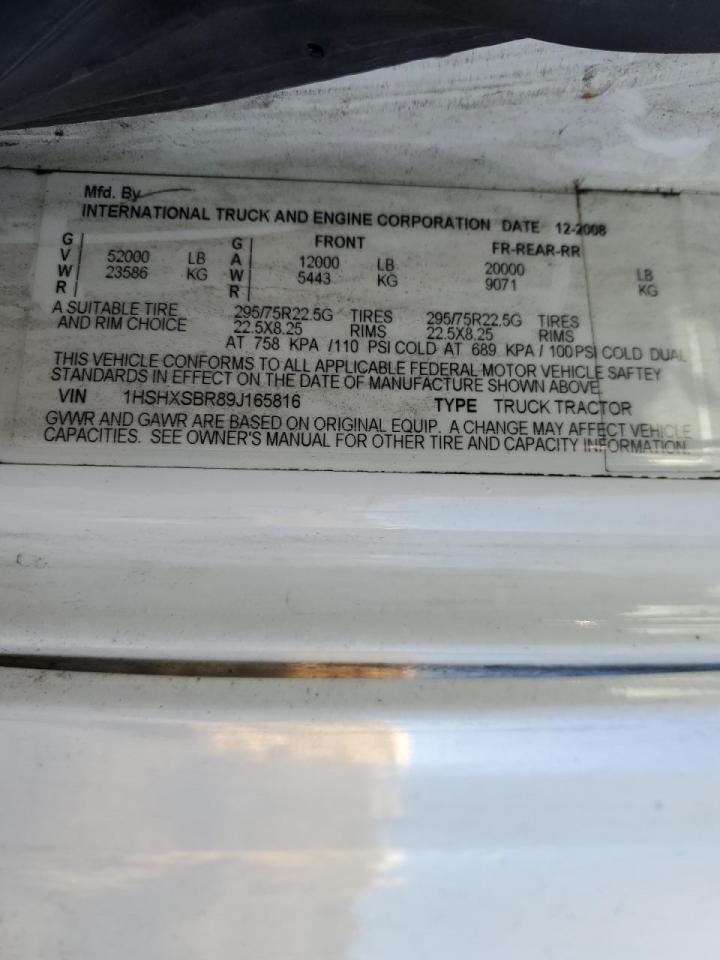 Mfd. By
INTERNATIONAL TRUCK AND ENGINE CORPORATION DATE 12-2008
GVWR 52000 LB 23586 KG
GAWR FRONT 12000 LB 5443 KG
FR-REAR-RR 20000 LB 9071 KG
A SUITABLE TIRE 295/75R22.5G TIRES 295/75R22.5G TIRES
AND RIM CHOICE 22.5X8.25 RIMS 22.5X8.25 RIMS
AT 758 KPA /110 PSI COLD AT 689 KPA / 100 PSI COLD DUAL
THIS VEHICLE CONFORMS TO ALL APPLICABLE FEDERAL MOTOR VEHICLE SAFTEY
STANDARDS IN EFFECT ON THE DATE OF MANUFACTURE SHOWN ABOVE.
VIN 1HSHXSBR89J165816 TYPE TRUCK TRACTOR
GVWR AND GAWR ARE BASED ON ORIGINAL EQUIP. A CHANGE MAY AFFECT VEHICLE
CAPACITIES. SEE OWNER'S MANUAL FOR OTHER TIRE AND CAPACITY INFORMATION.